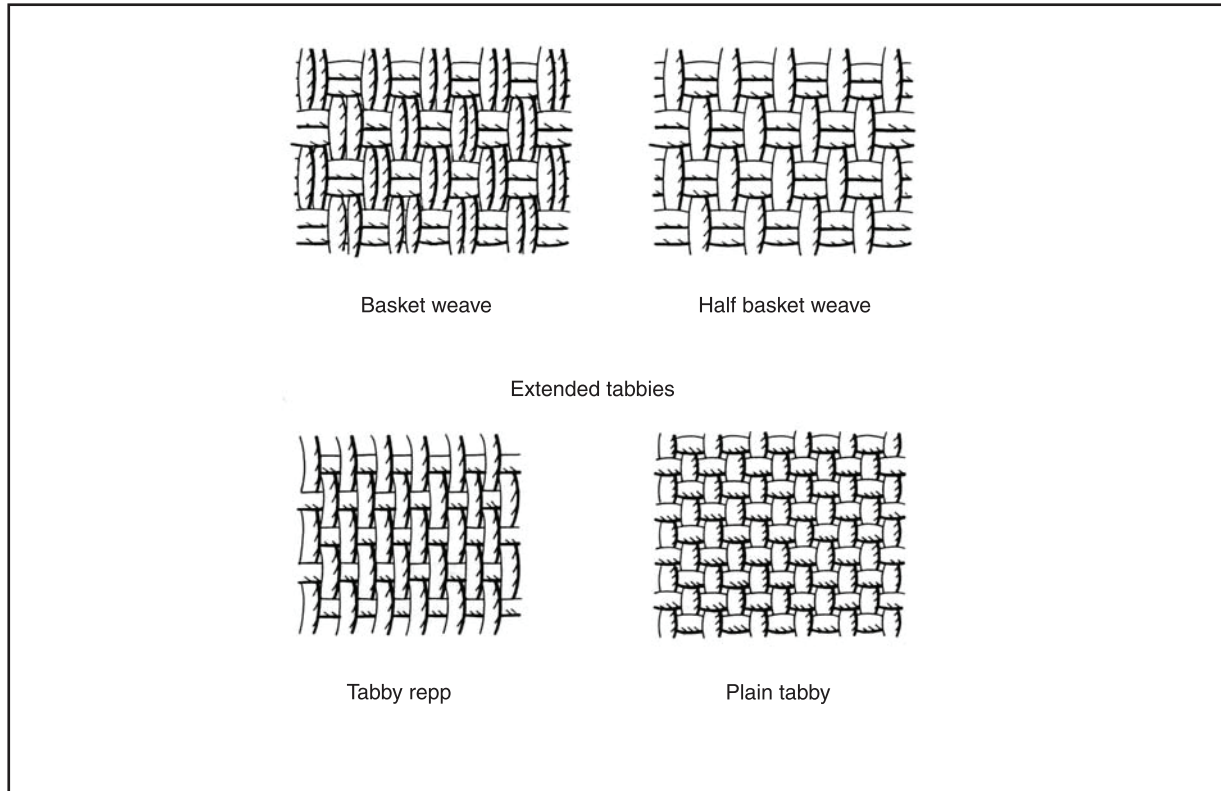 Basket weave
Half basket weave
Extended tabbies
Tabby repp
Plain tabby